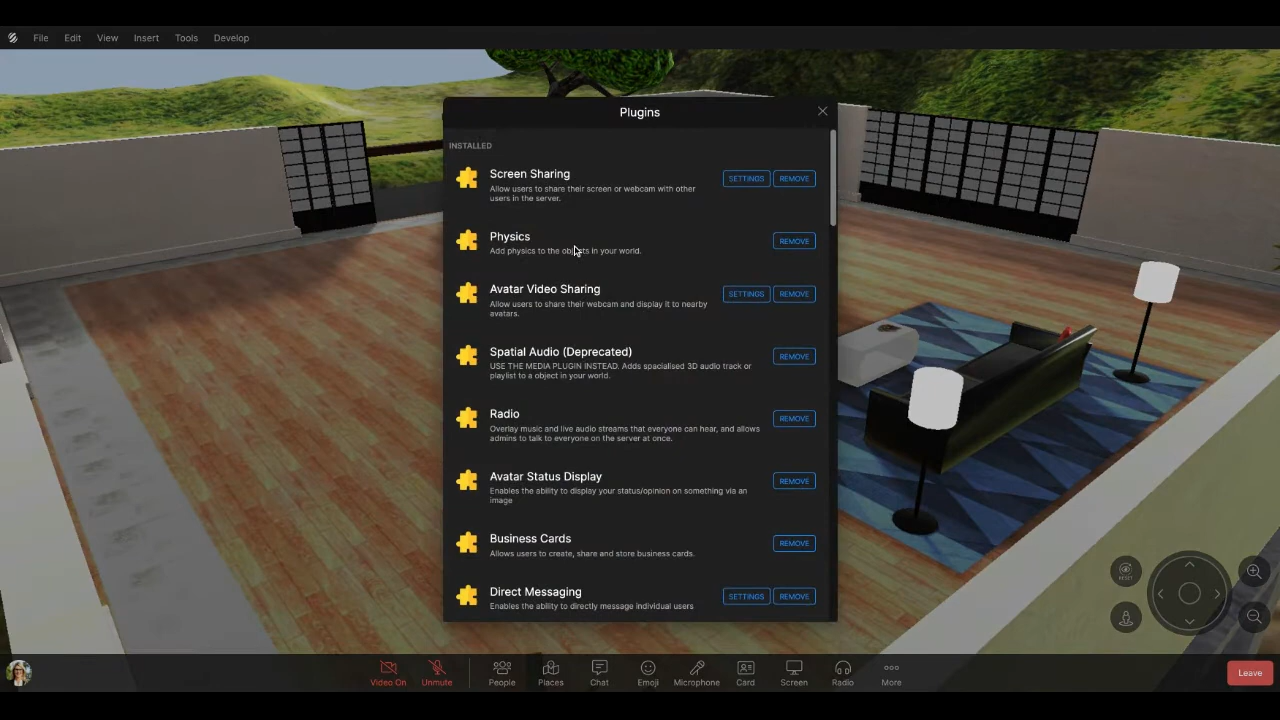 File Edit View Insert Tools Develop
Plugins
INSTALLED
Screen Sharing
Allow users to share their screen or webcam with other
users in the server.
SETTINGS REMOVE
Physics
Add physics to the objects in your world.
REMOVE
Avatar Video Sharing
Allow users to share their webcam and display it to nearby
avatars.
SETTINGS REMOVE
Spatial Audio (Deprecated)
USE THE MEDIA PLUGIN INSTEAD. Adds spacialised 3D audio track or
playlist to a object in your world.
REMOVE
Radio
Overlay music and live audio streams that everyone can hear, and allows
admins to talk to everyone on the server at once.
REMOVE
Avatar Status Display
Enables the ability to display your status/opinion on something via an
image
REMOVE
Business Cards
Allows users to create, share and store business cards.
REMOVE
Direct Messaging
Enables the ability to directly message individual users
SETTINGS REMOVE
RESET
Video On Unmute People Places Chat Emoji Microphone Card Screen Radio More Leave